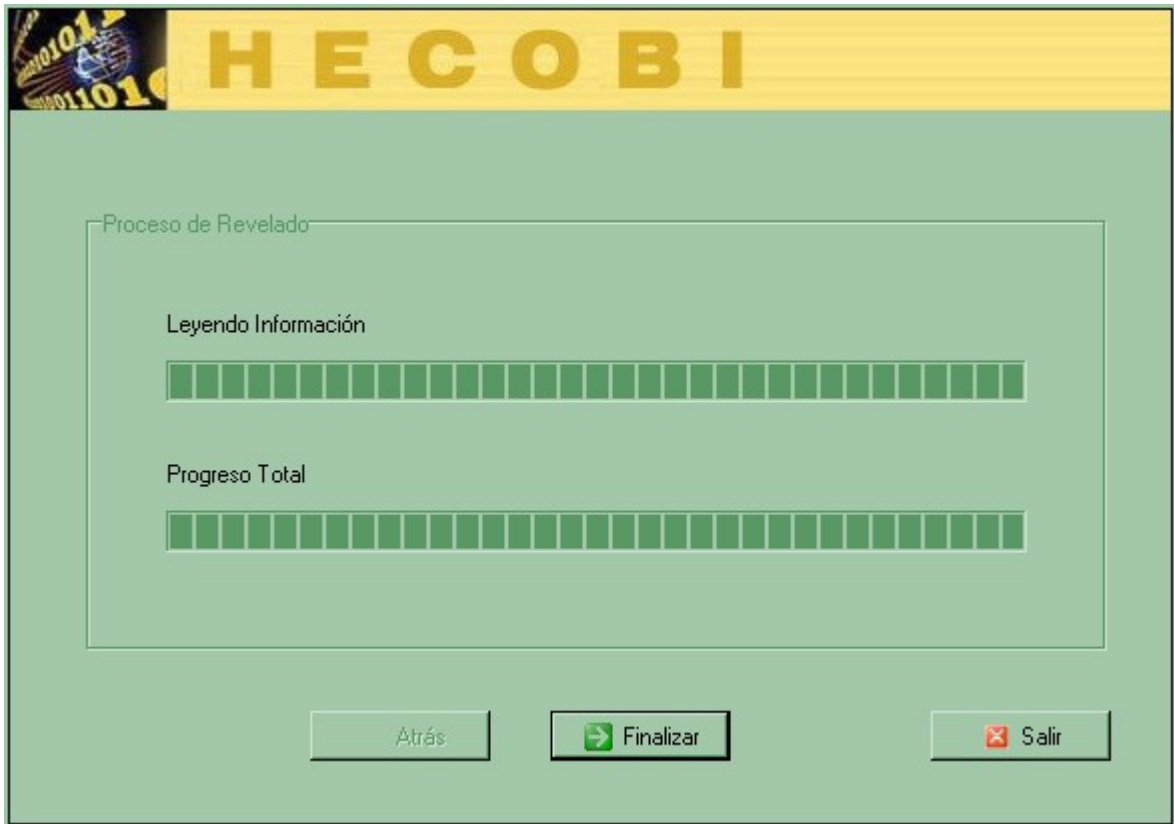 HECOBI
Proceso de Revelado
Leyendo Información
Progreso Total
Atrás
Finalizar
Salir